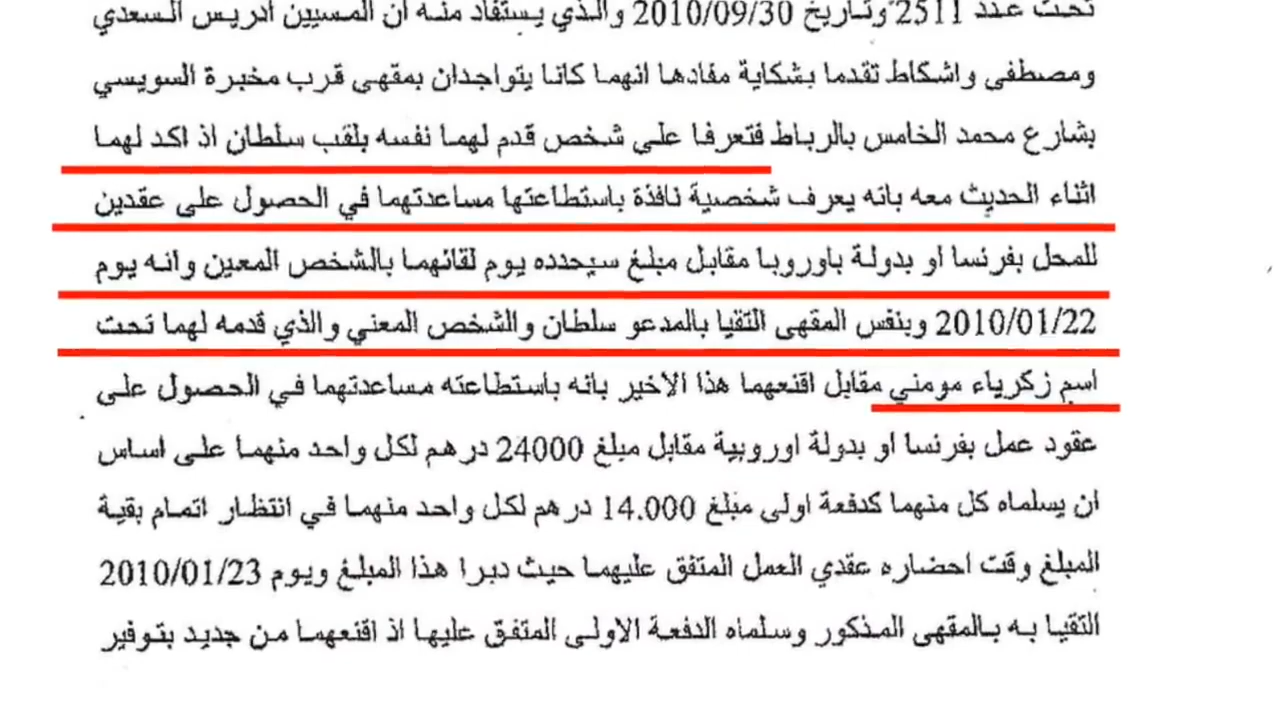 تحت عدد 2511 وتاريخ 2010/09/30 والذي يستفاد منه ان المسيين ادريس السعدي
ومصطفى واشكاط تقدما بشكاية مفادها انهما كانا يتواجدان بمقهى قرب مخبرة السويسي
بشارع محمد الخامس بالرباط فتعرفا على شخص قدم لهما نفسه بلقب سلطان اذ اكد لهما
اثناء الحديث معه بانه يعرف شخصية نافذة باستطاعتها مساعدتهما في الحصول على عقدين
للمحل بفرنسا او بدولة باوروبا مقابل مبلغ سيحدده يوم لقائهما بالشخص المعين وانه يوم
2010/01/22 وبنفس المقهى التقيا بالمدعو سلطان والشخص المعني والذي قدمه لهما تحت
اسم زكرياء مومني مقابل اقنعهما هذا الاخير بانه باستطاعته مساعدتهما في الحصول على
عقود عمل بفرنسا او بدولة اوروبية مقابل مبلغ 24000 درهم لكل واحد منهما على اساس
ان يسلماه كل منهما كدفعة اولى مبلغ 14.000 درهم لكل واحد منهما في انتظار اتمام بقية
المبلغ وقت احضاره عقدي العمل المتفق عليهما حيث دبرا هذا المبلغ ويوم 2010/01/23
التقيا به بالمقهى المذكور وسلماه الدفعة الاولى المتفق عليها اذ اقنعهما من جديد بتوفير